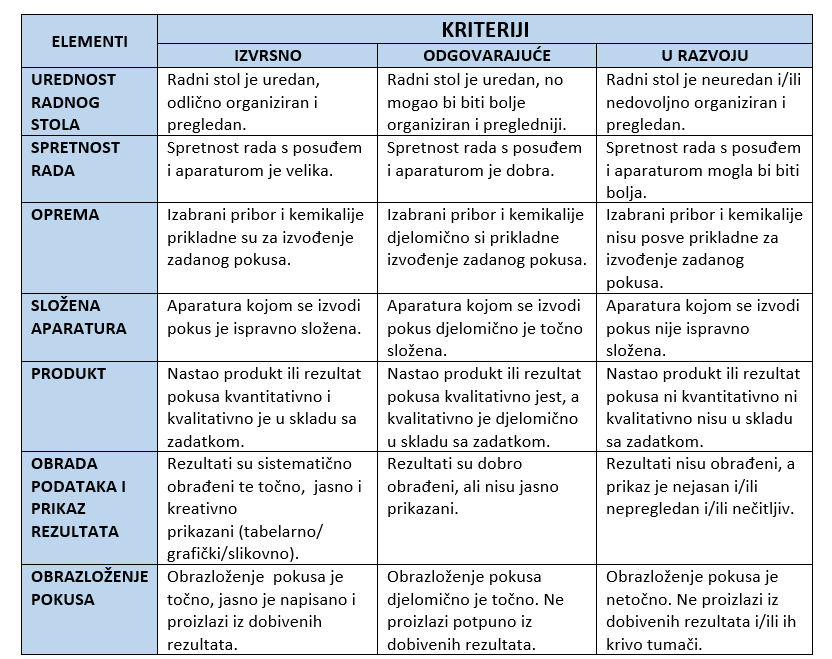 ELEMENTI
KRITERIJI
IZVRSNO
ODGOVARAJUĆE
U RAZVOJU
UREDNOST
RADNOG
STOLA
Radni stol je uredan,
odlično organiziran i
pregledan.
Radni stol je uredan, no
mogao bi biti bolje
organiziran i pregledniji.
Radni stol je neuredan i/ili
nedovoljno organiziran i
pregledan.
SPRETNOST
RADA
Spretnost rada s posuđem
i aparaturom je velika.
Spretnost rada s posuđem
i aparaturom je dobra.
Spretnost rada s posuđem
i aparaturom mogla bi biti
bolja.
OPREMA
Izabrani pribor i kemikalije
prikladne su za izvođenje
zadanog pokusa.
Izabrani pribor i kemikalije
djelomično si prikladne
izvođenje zadanog pokusa.
Izabrani pribor i kemikalije
nisu posve prikladne za
izvođenje zadanog
pokusa.
SLOŽENA
APARATURA
Aparatura kojom se izvodi
pokus je ispravno složena.
Aparatura kojom se izvodi
pokus djelomično je točno
složena.
Aparatura kojom se izvodi
pokus nije ispravno
složena.
PRODUKT
Nastao produkt ili rezultat
pokusa kvantitativno i
kvalitativno je u skladu sa
zadatkom.
Nastao produkt ili rezultat
pokusa kvalitativno jest, a
kvalitativno je djelomično
u skladu sa zadatkom.
Nastao produkt ili rezultat
pokusa ni kvantitativno ni
kvalitativno nisu u skladu
sa zadatkom.
OBRADA
PODATAKA I
PRIKAZ
REZULTATA
Rezultati su sistematično
obrađeni te točno, jasno i
kreativno
prikazani (tabelarno/
grafički/slikovno).
Rezultati su dobro
obrađeni, ali nisu jasno
prikazani.
Rezultati nisu obrađeni, a
prikaz je nejasan i/ili
nepregledan i/ili nečitljiv.
OBRAZLOŽENJE
POKUSA
Obrazloženje pokusa je
točno, jasno je napisano i
proizlazi iz dobivenih
rezultata.
Obrazloženje pokusa
djelomično je točno. Ne
proizlazi potpuno iz
dobivenih rezultata.
Obrazloženje pokusa je
netočno. Ne proizlazi iz
dobivenih rezultata i/ili ih
krivo tumači.